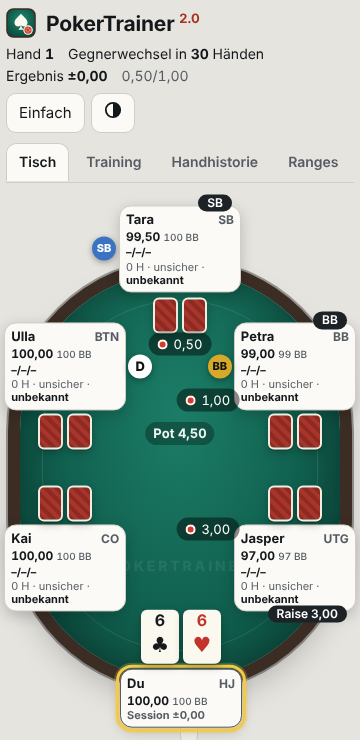 PokerTrainer 2.0
Hand 1 Gegnerwechsel in 30 Händen
Ergebnis ±0,00 0,50/1,00
Einfach
Tisch Training Handhistorie Ranges
SB
Tara SB
99,50 100 BB
–/–/–
0 H · unsicher ·
unbekannt
SB
0,50
BB
Ulla BTN
100,00 100 BB
–/–/–
0 H · unsicher ·
unbekannt
D
BB
Petra BB
99,00 99 BB
–/–/–
0 H · unsicher ·
unbekannt
1,00
Pot 4,50
3,00
Kai CO
100,00 100 BB
–/–/–
0 H · unsicher ·
unbekannt
Jasper UTG
97,00 97 BB
–/–/–
0 H · unsicher ·
unbekannt
Raise 3,00
6 6
Du HJ
100,00 100 BB
Session ±0,00